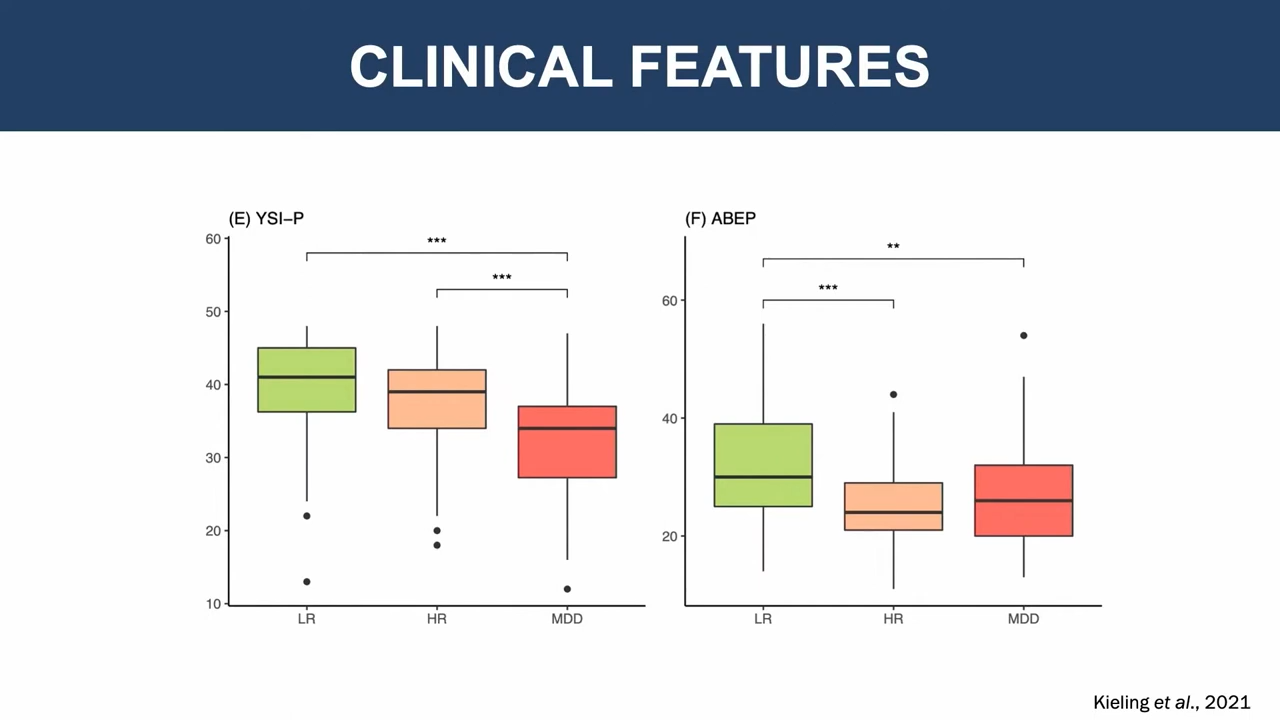 CLINICAL FEATURES
(E) YSI–P
60
50
40
30
20
10
***
***
LR
HR
MDD
(F) ABEP
60
40
20
**
***
LR
HR
MDD
Kieling et al., 2021